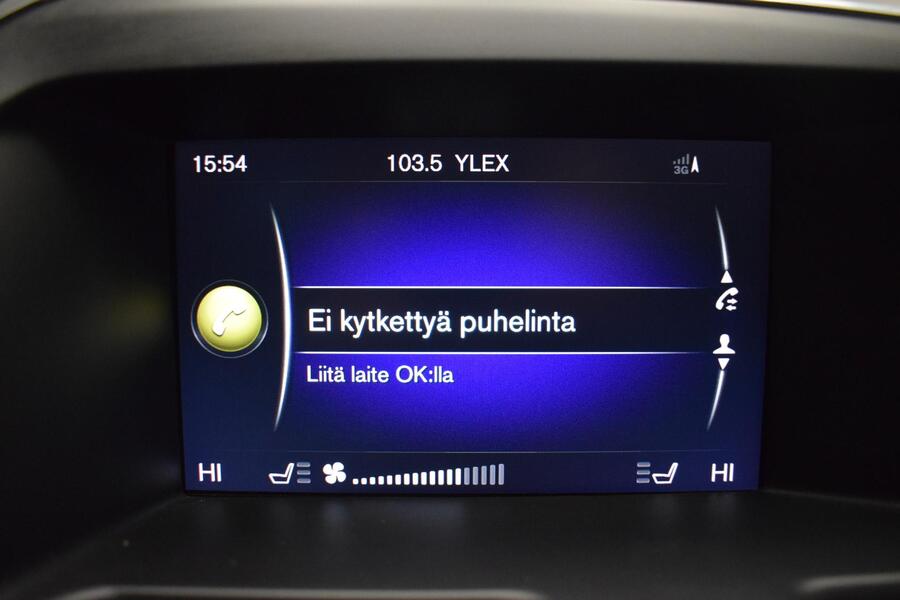 15:54
103.5 YLEX
3G
Ei kytkettyä puhelinta
Liitä laite OK:lla
HI
HI